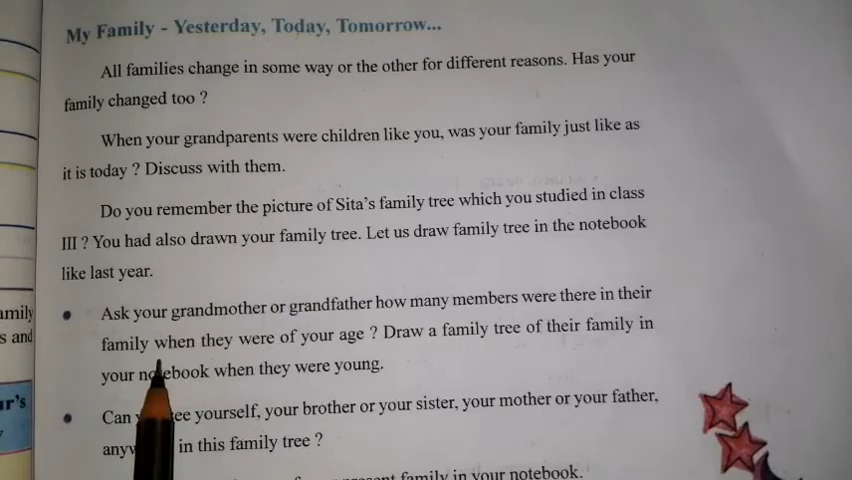 My Family - Yesterday, Today, Tomorrow...
All families change in some way or the other for different reasons. Has your
family changed too ?
When your grandparents were children like you, was your family just like as
it is today ? Discuss with them.
Do you remember the picture of Sita's family tree which you studied in class
III ? You had also drawn your family tree. Let us draw family tree in the notebook
like last year.
• Ask your grandmother or grandfather how many members were there in their
family when they were of your age ? Draw a family tree of their family in
your notebook when they were young.
• Can yourself, your brother or your sister, your mother or your father,
in this family tree ?
family in your notebook.
s and